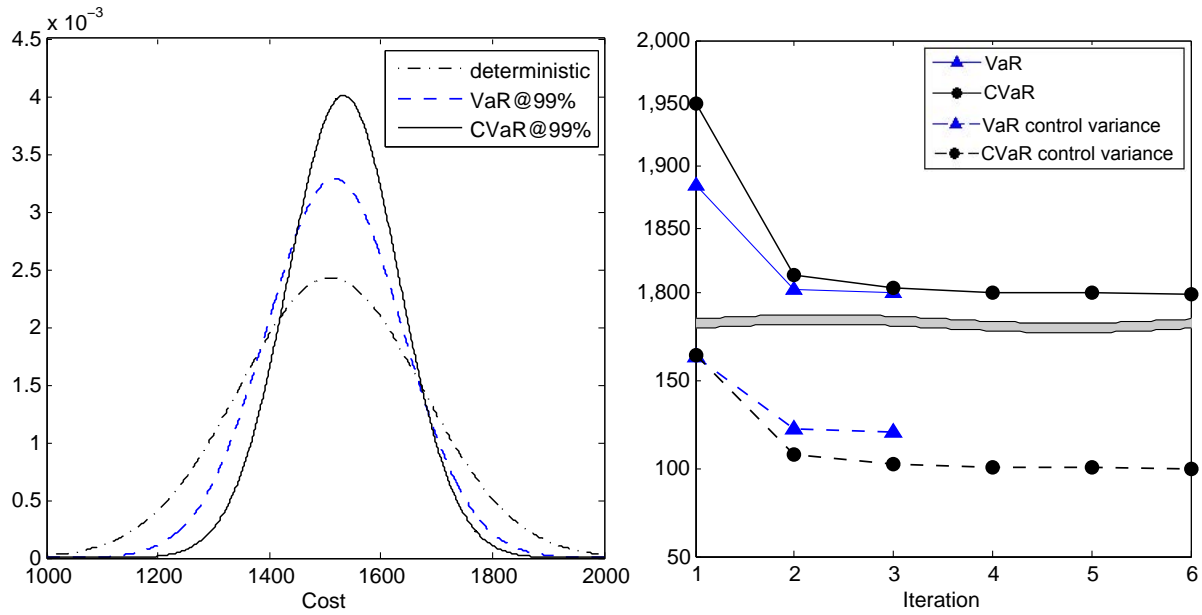 x 10⁻³
4.5
4
3.5
3
2.5
2
1.5
1
0.5
0
1000 1200 1400 1600 1800 2000
Cost
deterministic
VaR@99%
CVaR@99%
2,000
1,950
1,900
1850
1,800
150
100
50
1 2 3 4 5 6
Iteration
VaR
CVaR
VaR control variance
CVaR control variance